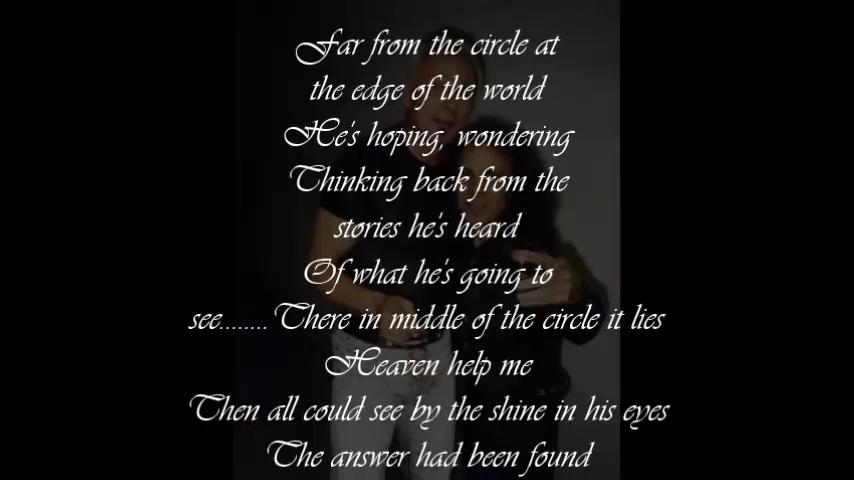 Far from the circle at
the edge of the world
He's hoping, wondering
Thinking back from the
stories he's heard
Of what he's going to
see........There in middle of the circle it lies
Heaven help me
Then all could see by the shine in his eyes
The answer had been found